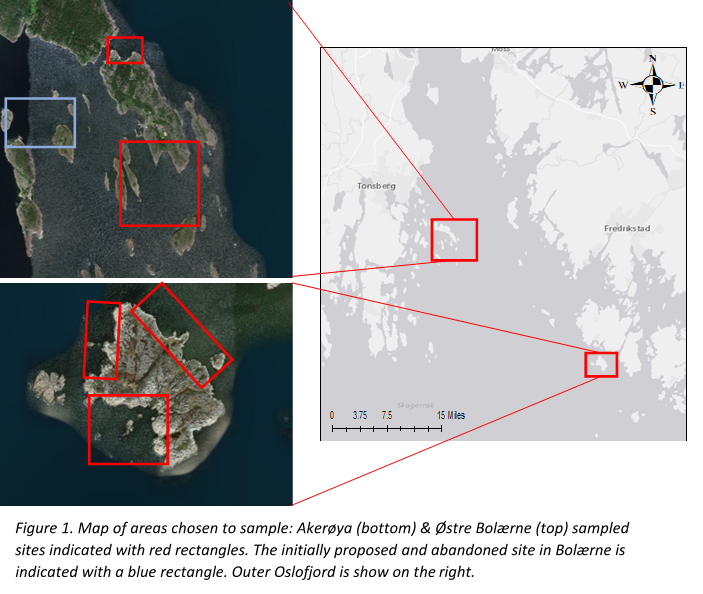 Moss
N
W E
S
Tonsberg
Fredrikstad
Skagerrak
0 3.75 7.5 15 Miles
Figure 1. Map of areas chosen to sample: Akerøya (bottom) & Østre Bolærne (top) sampled
sites indicated with red rectangles. The initially proposed and abandoned site in Bolærne is
indicated with a blue rectangle. Outer Oslofjord is show on the right.